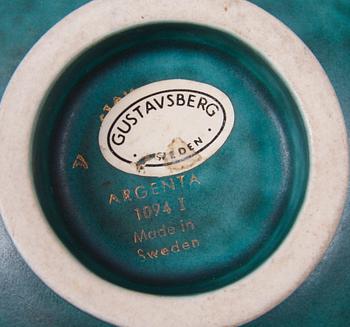 GUSTAVSBERG
SWEDEN
ARGENTA
1094 I
Made in
Sweden